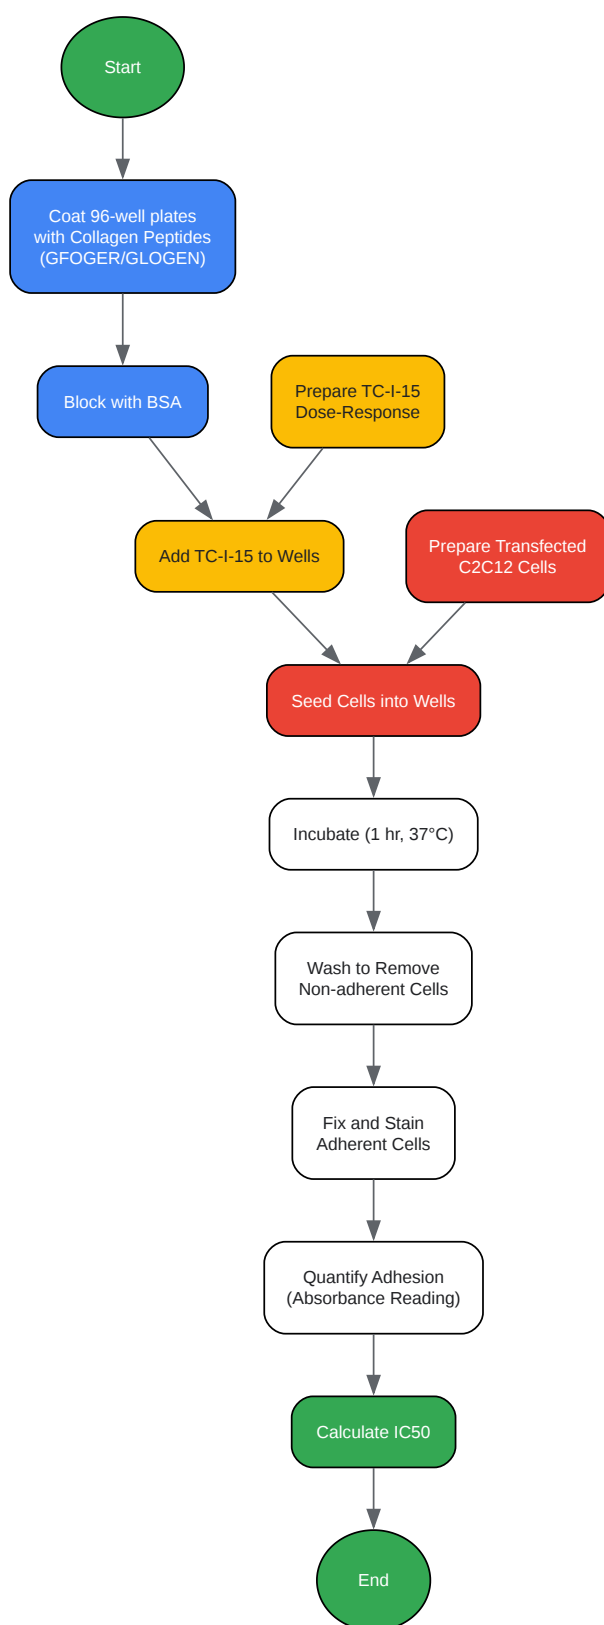 Start
Coat 96-well plates
with Collagen Peptides
(GFOGER/GLOGEN)
Block with BSA
Prepare TC-I-15
Dose-Response
Add TC-I-15 to Wells
Prepare Transfected
C2C12 Cells
Seed Cells into Wells
Incubate (1 hr, 37°C)
Wash to Remove
Non-adherent Cells
Fix and Stain
Adherent Cells
Quantify Adhesion
(Absorbance Reading)
Calculate IC50
End